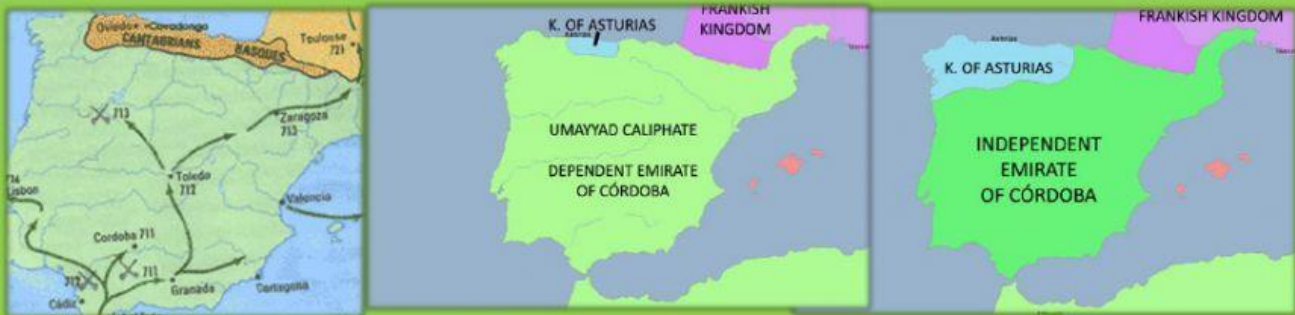 Oviedo
Covadonga
CANTABRIANS
BASQUES
Toulouse
721
713
Zaragoza
713
Toledo
712
Lisbon
Valencia
Cordoba 711
711
712
Granada
Cartagena
Cádiz
K. OF ASTURIAS
FRANKISH
KINGDOM
UMAYYAD CALIPHATE
DEPENDENT EMIRATE
OF CÓRDOBA
FRANKISH KINGDOM
K. OF ASTURIAS
INDEPENDENT
EMIRATE
OF CÓRDOBA